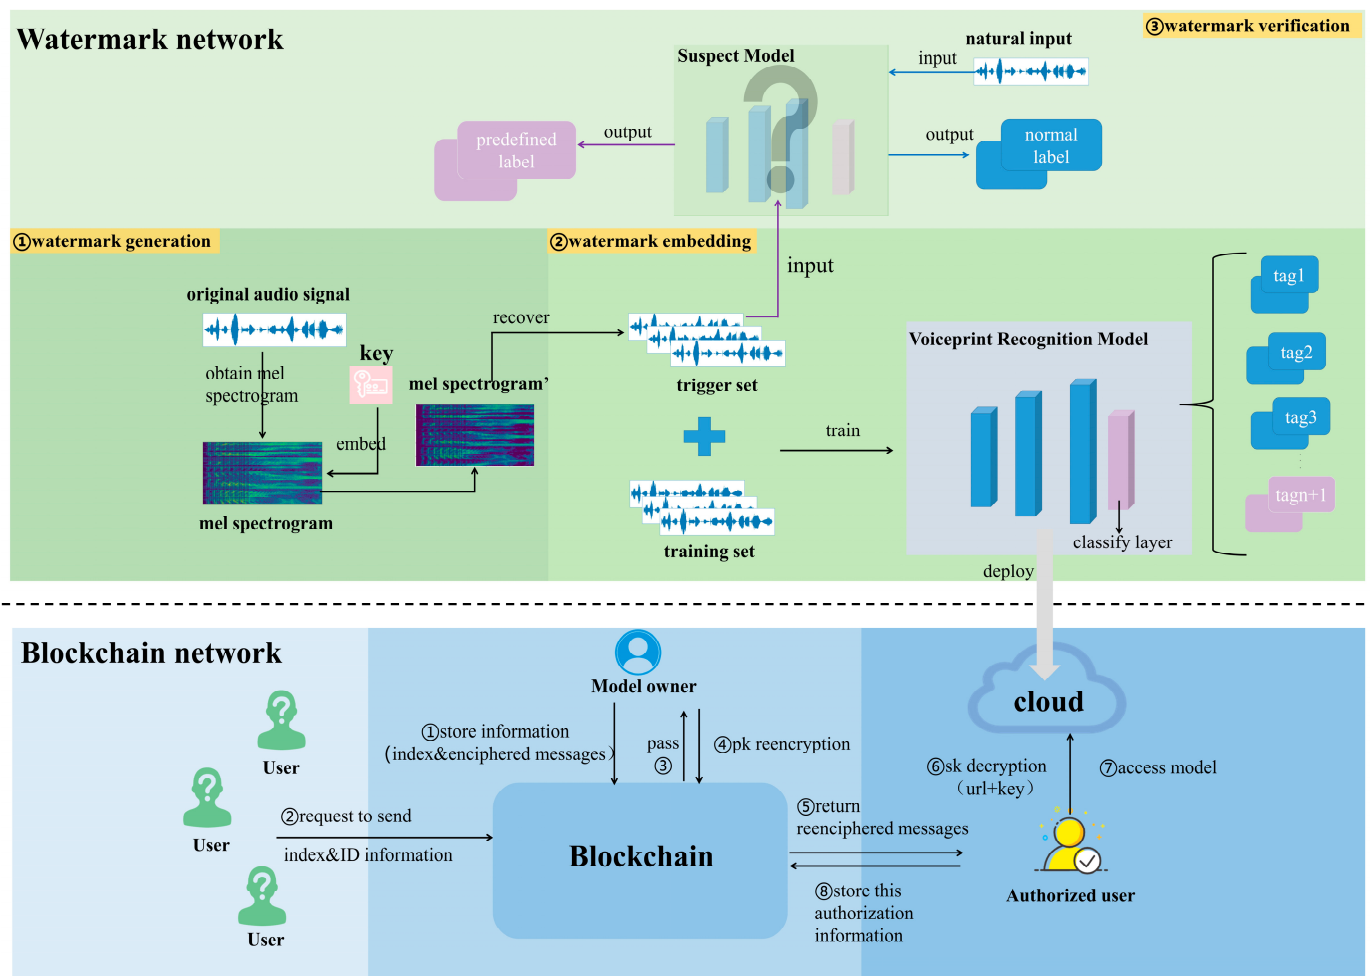 Watermark network
③watermark verification
natural input
Suspect Model
input
output
predefined
label
output
normal
label
①watermark generation
②watermark embedding
input
original audio signal
recover
key
obtain mel
spectrogram
mel spectrogram'
embed
mel spectrogram
trigger set
train
training set
Voiceprint Recognition Model
classify layer
tag1
tag2
tag3
tagn+1
deploy
Blockchain network
Model owner
cloud
User
User
User
①store information
(index&enciphered messages)
pass
③
④pk reencryption
②request to send
index&ID information
Blockchain
⑤return
reenciphered messages
⑥sk decryption
（url+key）
⑦access model
Authorized user
⑧store this
authorization
information